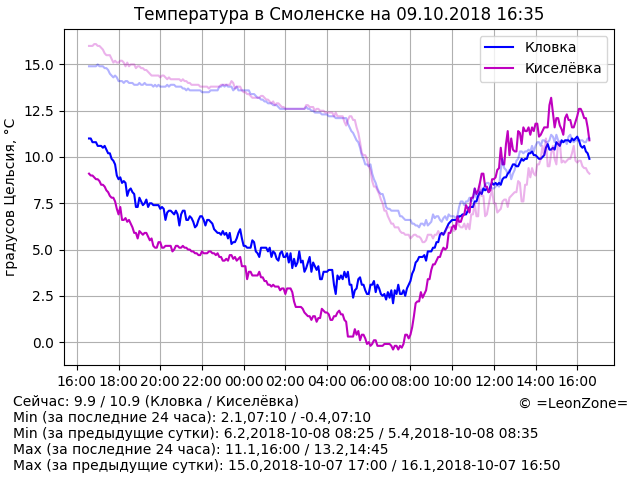 Температура в Смоленске на 09.10.2018 16:35
Кловка
Киселёвка
градусов Цельсия, °C
15.0
12.5
10.0
7.5
5.0
2.5
0.0
16:00 18:00 20:00 22:00 00:00 02:00 04:00 06:00 08:00 10:00 12:00 14:00 16:00
Сейчас: 9.9 / 10.9 (Кловка / Киселёвка)
© =LeonZone=
Min (за последние 24 часа): 2.1,07:10 / -0.4,07:10
Min (за предыдущие сутки): 6.2,2018-10-08 08:25 / 5.4,2018-10-08 08:35
Max (за последние 24 часа): 11.1,16:00 / 13.2,14:45
Max (за предыдущие сутки): 15.0,2018-10-07 17:00 / 16.1,2018-10-07 16:50